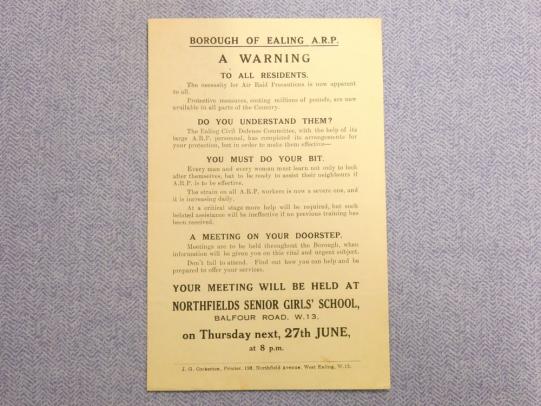 BOROUGH OF EALING A.R.P.
A WARNING
TO ALL RESIDENTS.
The necessity for Air Raid Precautions is now apparent
to all.
Protective measures, costing millions of pounds, are now
available in all parts of the Country.
DO YOU UNDERSTAND THEM?
The Ealing Civil Defence Committee, with the help of its
large A.R.P. personnel, has completed its arrangements for
your protection, but in order to make them effective—
YOU MUST DO YOUR BIT.
Every man and every woman must learn not only to look
after themselves, but to be ready to assist their neighbours if
A.R.P. is to be effective.
The strain on all A.R.P. workers is now a severe one, and
it is increasing daily.
At a critical stage more help will be required, but such
belated assistance will be ineffective if no previous training has
been received.
A MEETING ON YOUR DOORSTEP.
Meetings are to be held throughout the Borough, when
information will be given you on this vital and urgent subject.
Don't fail to attend. Find out how you can help and be
prepared to offer your services.
YOUR MEETING WILL BE HELD AT
NORTHFIELDS SENIOR GIRLS' SCHOOL,
BALFOUR ROAD, W.13,
on Thursday next, 27th JUNE,
at 8 p.m.
J. G. Corkerton, Printer, 198, Northfield Avenue, West Ealing, W.13.